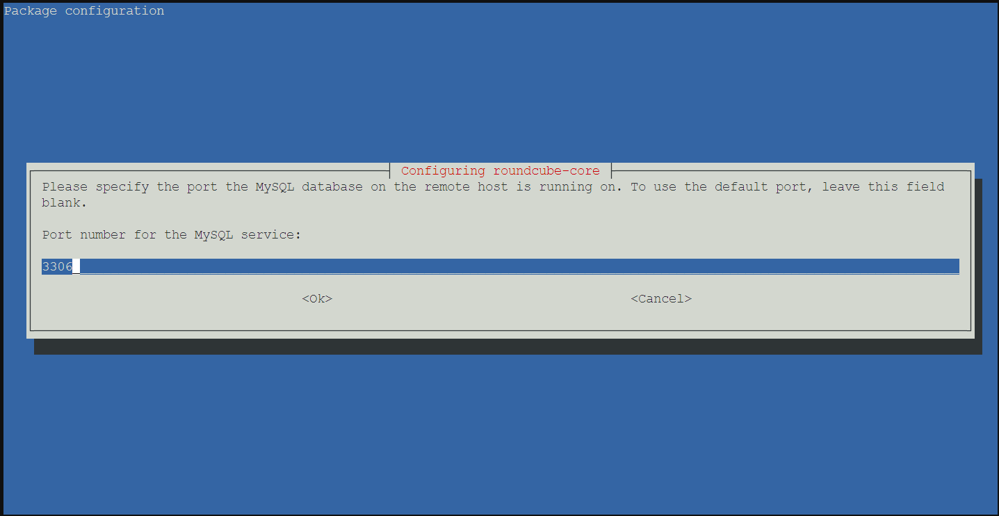 Package configuration
Configuring roundcube-core
Please specify the port the MySQL database on the remote host is running on. To use the default port, leave this field
blank.
Port number for the MySQL service:
3306
<Ok> <Cancel>